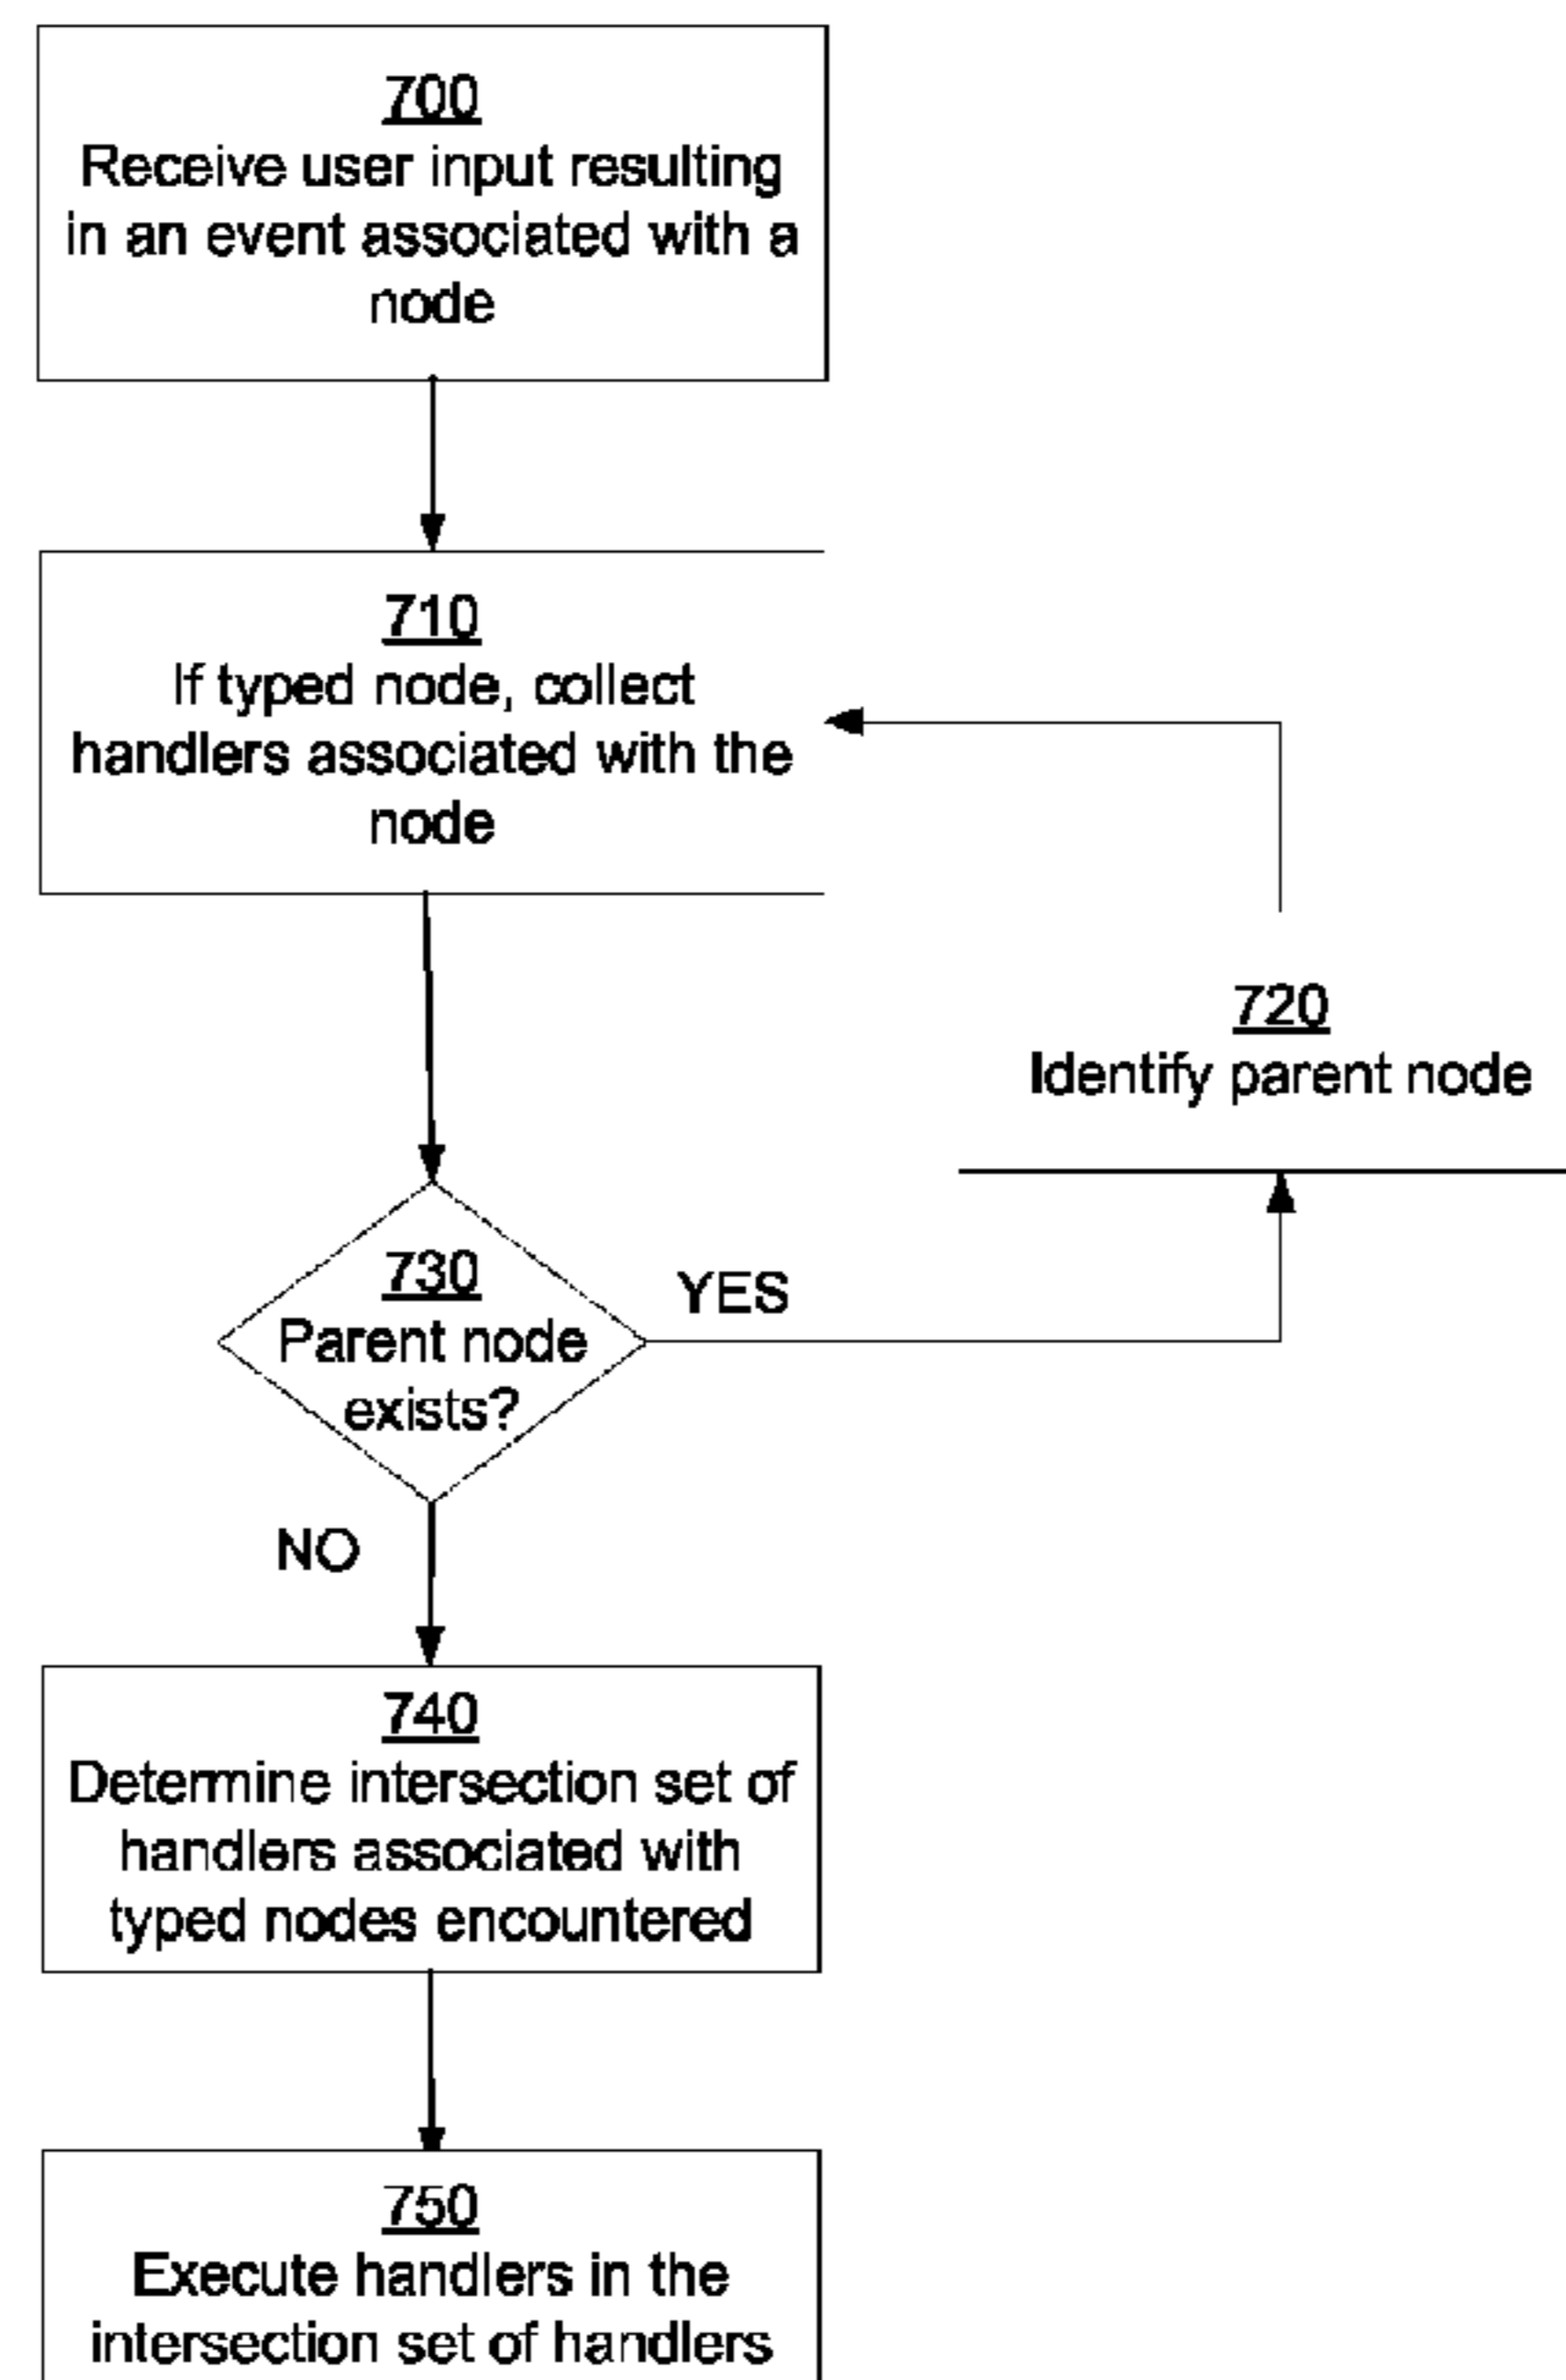 700
Receive user input resulting
in an event associated with a
node
710
If typed node, collect
handlers associated with the
node
720
Identify parent node
730
Parent node
exists?
YES
NO
740
Determine intersection set of
handlers associated with
typed nodes encountered
750
Execute handlers in the
intersection set of handlers